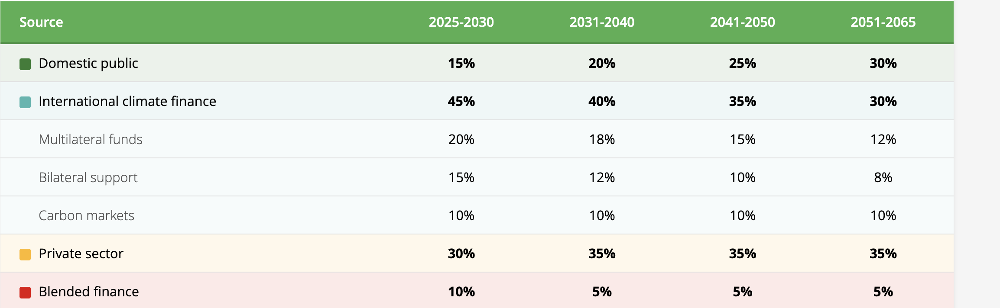 Source 2025-2030 2031-2040 2041-2050 2051-2065
Domestic public 15% 20% 25% 30%
International climate finance 45% 40% 35% 30%
Multilateral funds 20% 18% 15% 12%
Bilateral support 15% 12% 10% 8%
Carbon markets 10% 10% 10% 10%
Private sector 30% 35% 35% 35%
Blended finance 10% 5% 5% 5%